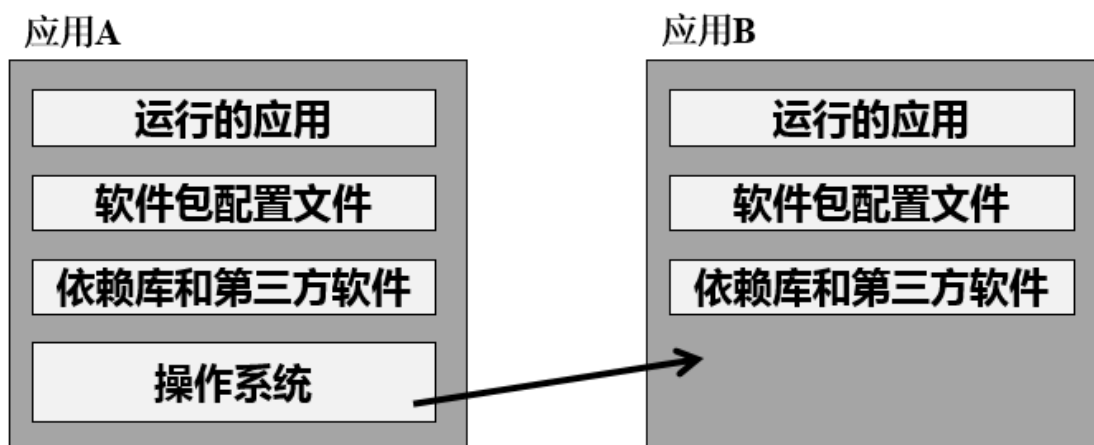 应用A
运行的应用
软件包配置文件
依赖库和第三方软件
操作系统
应用B
运行的应用
软件包配置文件
依赖库和第三方软件